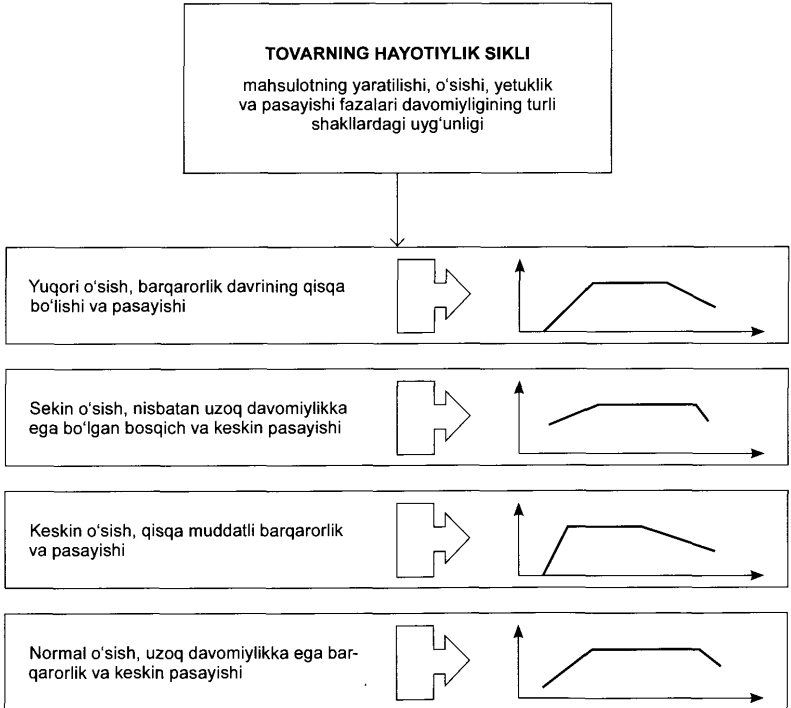 TOVARNING HAYOTIYLIK SIKLI
mahsulotning yaratilishi, o‘sishi, yetuklik
va pasayishi fazalari davomiyligining turli
shakllardagi uyg‘unligi
Yuqori o‘sish, barqarorlik davrining qisqa
bo‘lishi va pasayishi
Sekin o‘sish, nisbatan uzoq davomiylikka
ega bo‘lgan bosqich va keskin pasayishi
Keskin o‘sish, qisqa muddatli barqarorlik
va pasayishi
Normal o‘sish, uzoq davomiylikka ega bar-
qarorlik va keskin pasayishi